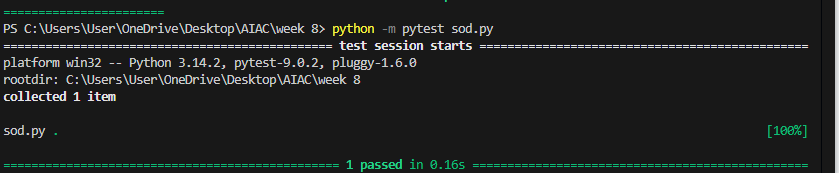 =======================
PS C:\Users\User\OneDrive\Desktop\AIAC\week 8> python -m pytest sod.py
=============================================== test session starts ===============================================
platform win32 -- Python 3.14.2, pytest-9.0.2, pluggy-1.6.0
rootdir: C:\Users\User\OneDrive\Desktop\AIAC\week 8
collected 1 item

sod.py . [100%]

================================================ 1 passed in 0.16s ================================================